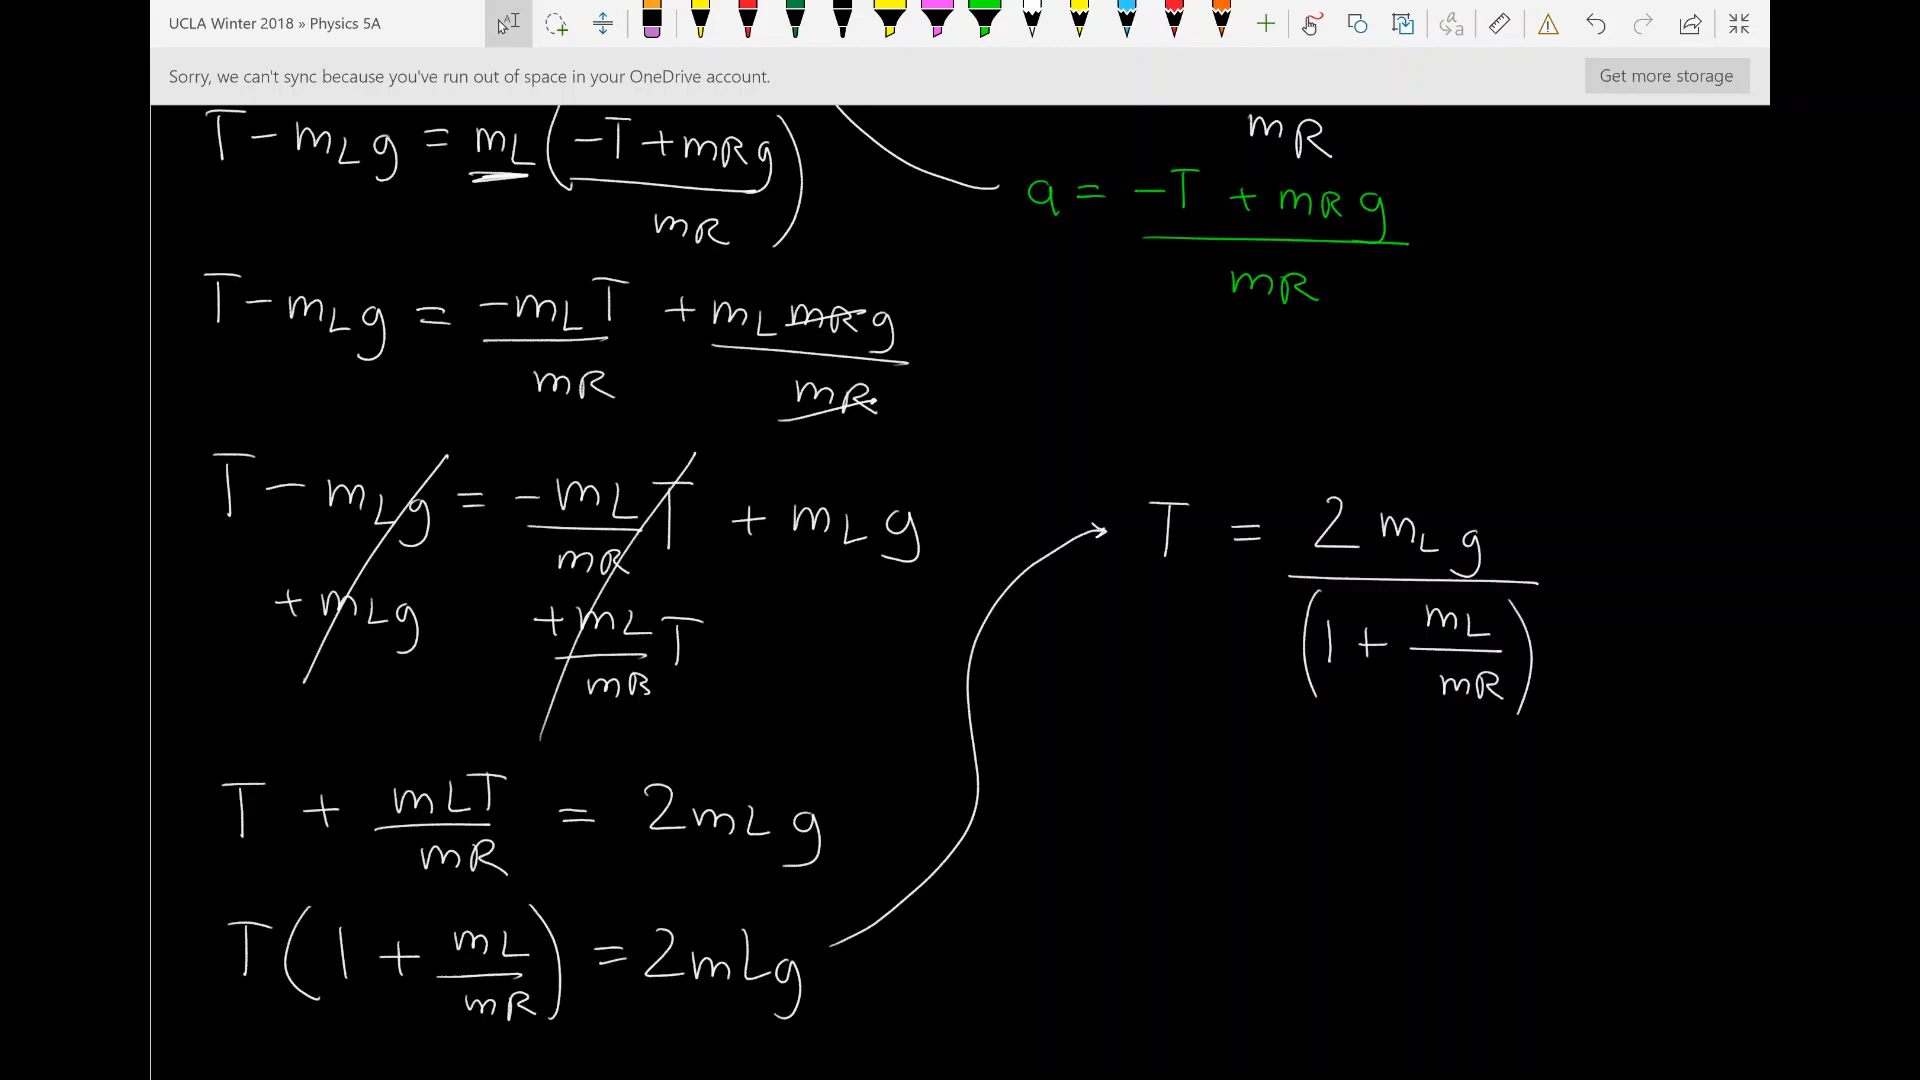 UCLA Winter 2018 » Physics 5A
Sorry, we can't sync because you've run out of space in your OneDrive account.
Get more storage
T - mLg = mL(-T + mRg / mR)
mR
a = -T + mRg / mR
T - mLg = -mLT / mR + mLmRg / mR
T - mLg = -mL/mR T + mLg
+ mLg + mL/mR T
T + mLT / mR = 2mLg
T(1 + mL/mR) = 2mLg
T = 2mLg / (1 + mL/mR)